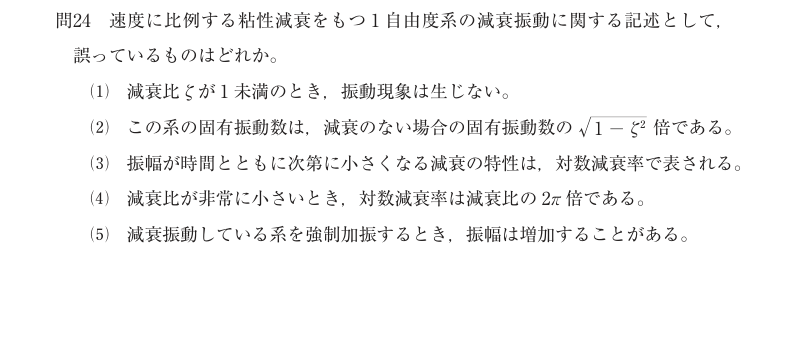 問24　速度に比例する粘性減衰をもつ１自由度系の減衰振動に関する記述として，
誤っているものはどれか。
⑴　減衰比ζが１未満のとき，振動現象は生じない。
⑵　この系の固有振動数は，減衰のない場合の固有振動数の √(1 − ζ²) 倍である。
⑶　振幅が時間とともに次第に小さくなる減衰の特性は，対数減衰率で表される。
⑷　減衰比が非常に小さいとき，対数減衰率は減衰比の 2π 倍である。
⑸　減衰振動している系を強制加振するとき，振幅は増加することがある。